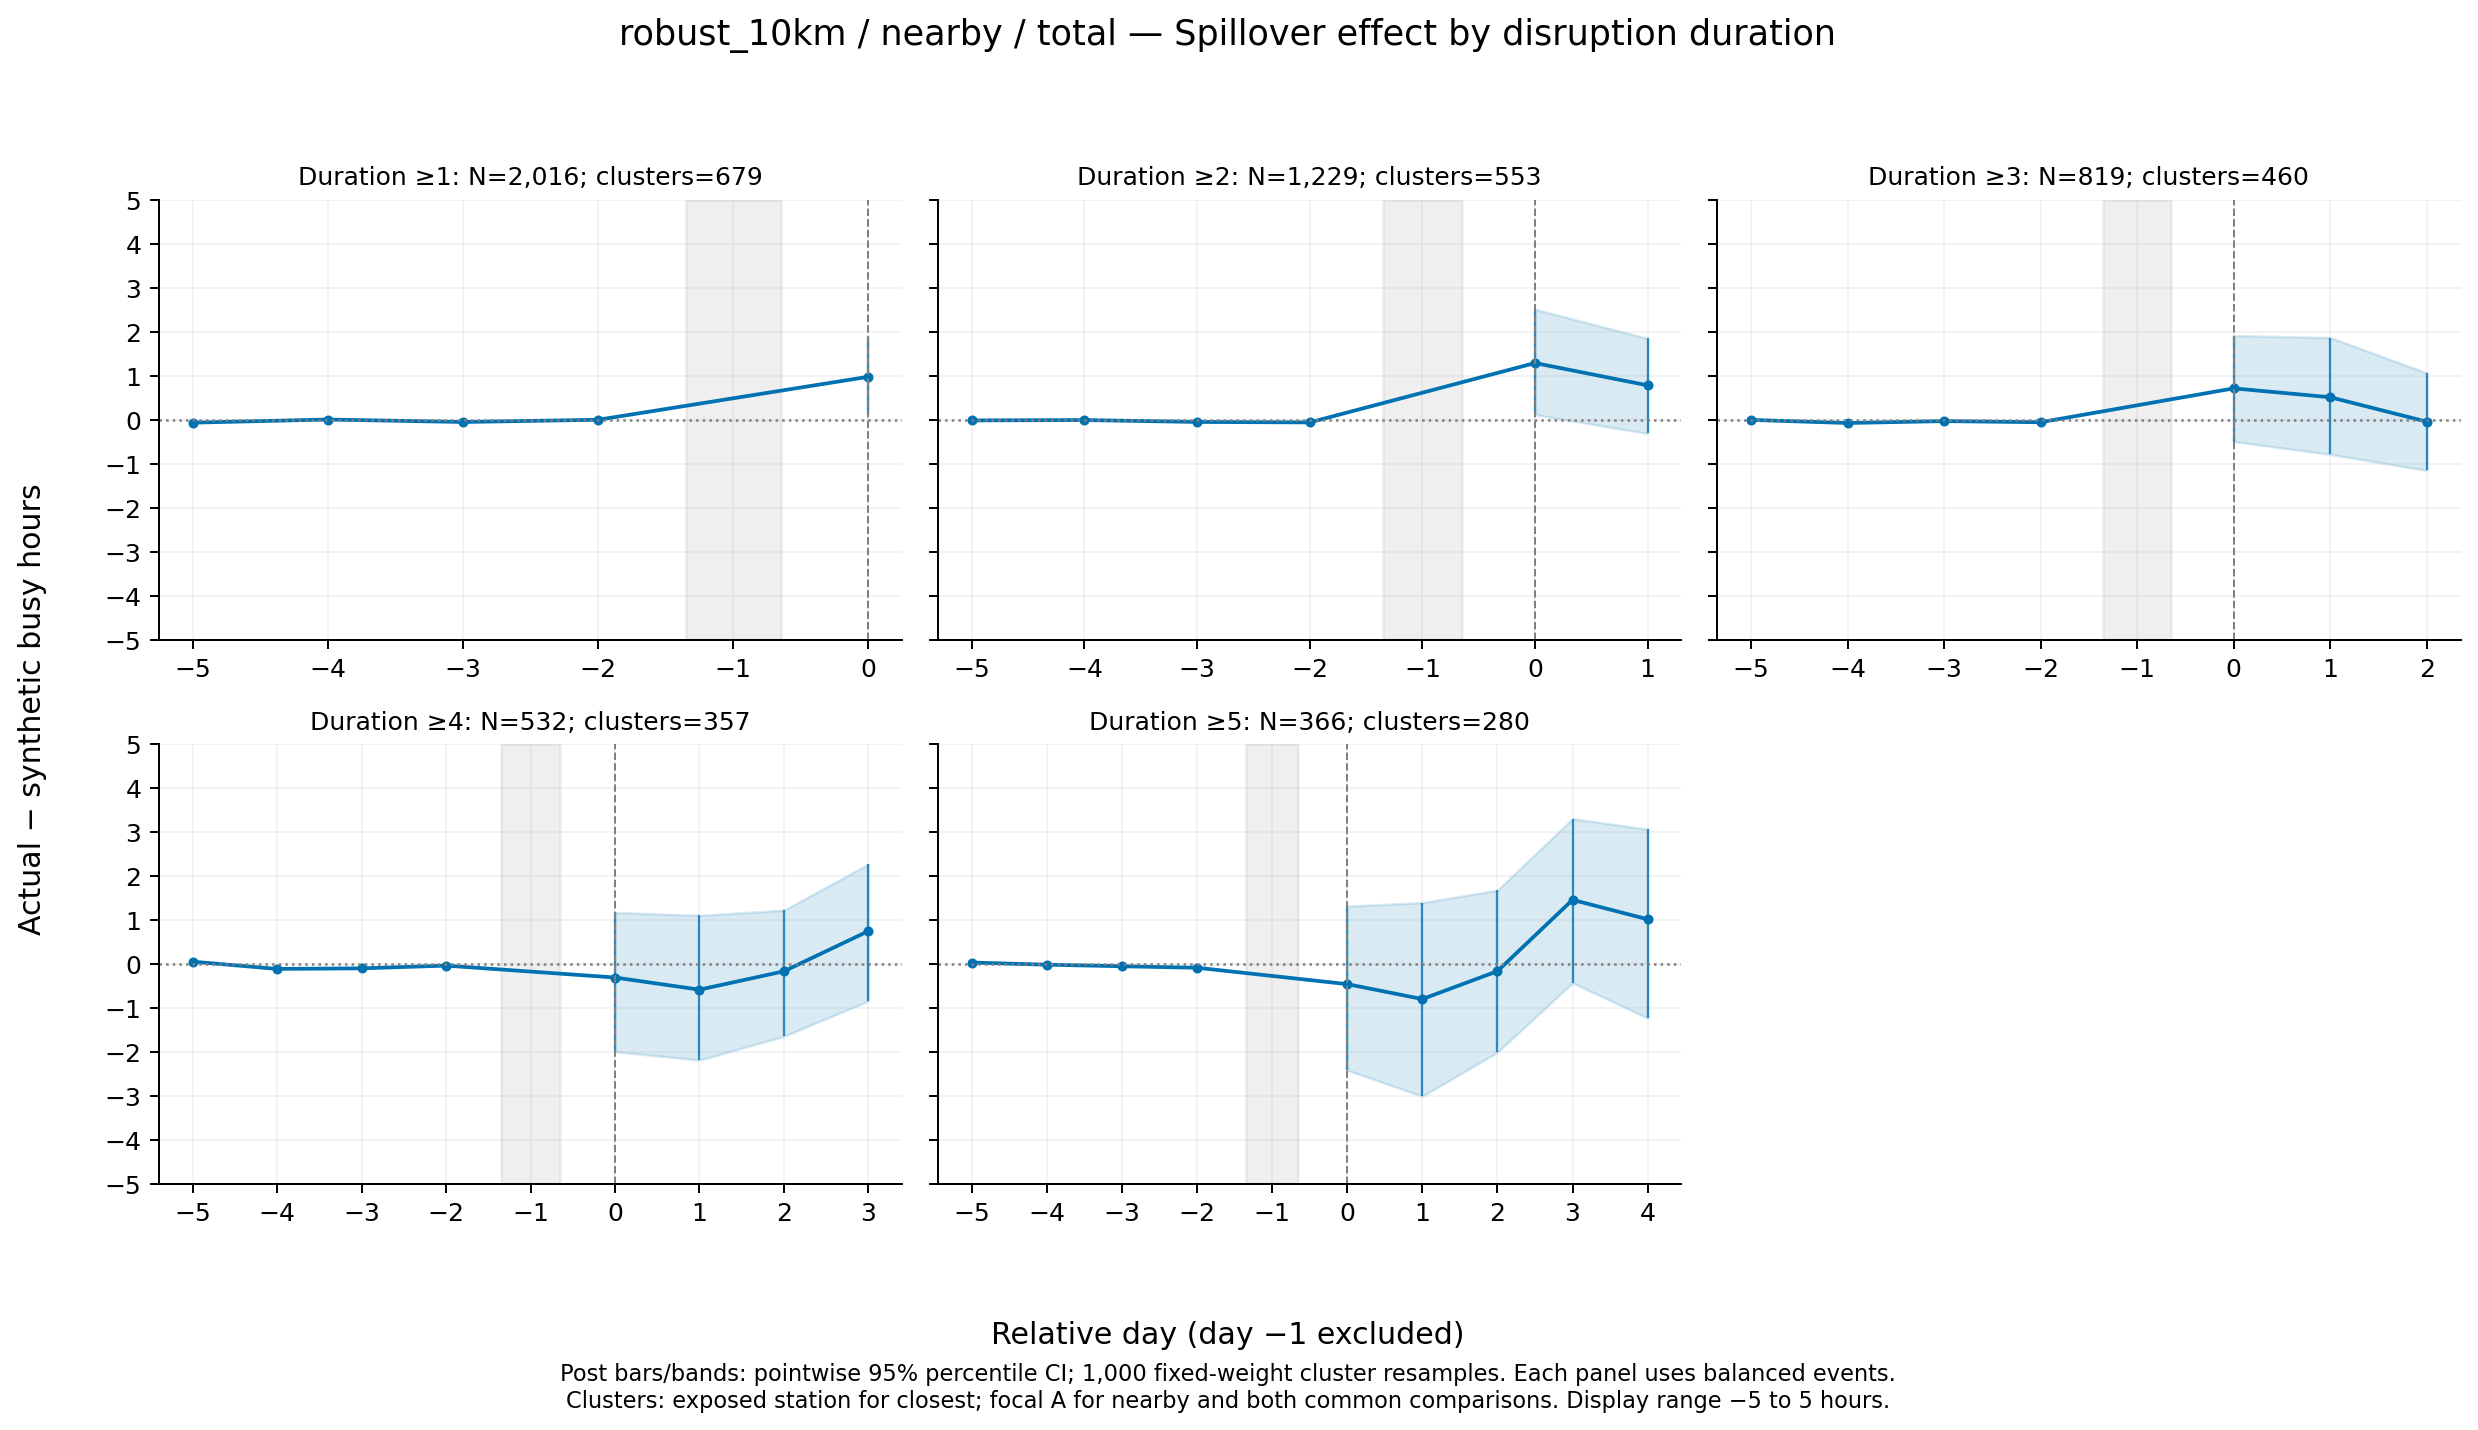 robust_10km / nearby / total — Spillover effect by disruption duration
Actual − synthetic busy hours
Duration ≥1: N=2,016; clusters=679
5
4
3
2
1
0
−1
−2
−3
−4
−5
−5 −4 −3 −2 −1 0
Duration ≥2: N=1,229; clusters=553
−5 −4 −3 −2 −1 0 1
Duration ≥3: N=819; clusters=460
−5 −4 −3 −2 −1 0 1 2
Duration ≥4: N=532; clusters=357
5
4
3
2
1
0
−1
−2
−3
−4
−5
−5 −4 −3 −2 −1 0 1 2 3
Duration ≥5: N=366; clusters=280
−5 −4 −3 −2 −1 0 1 2 3 4
Relative day (day −1 excluded)
Post bars/bands: pointwise 95% percentile CI; 1,000 fixed-weight cluster resamples. Each panel uses balanced events.
Clusters: exposed station for closest; focal A for nearby and both common comparisons. Display range −5 to 5 hours.